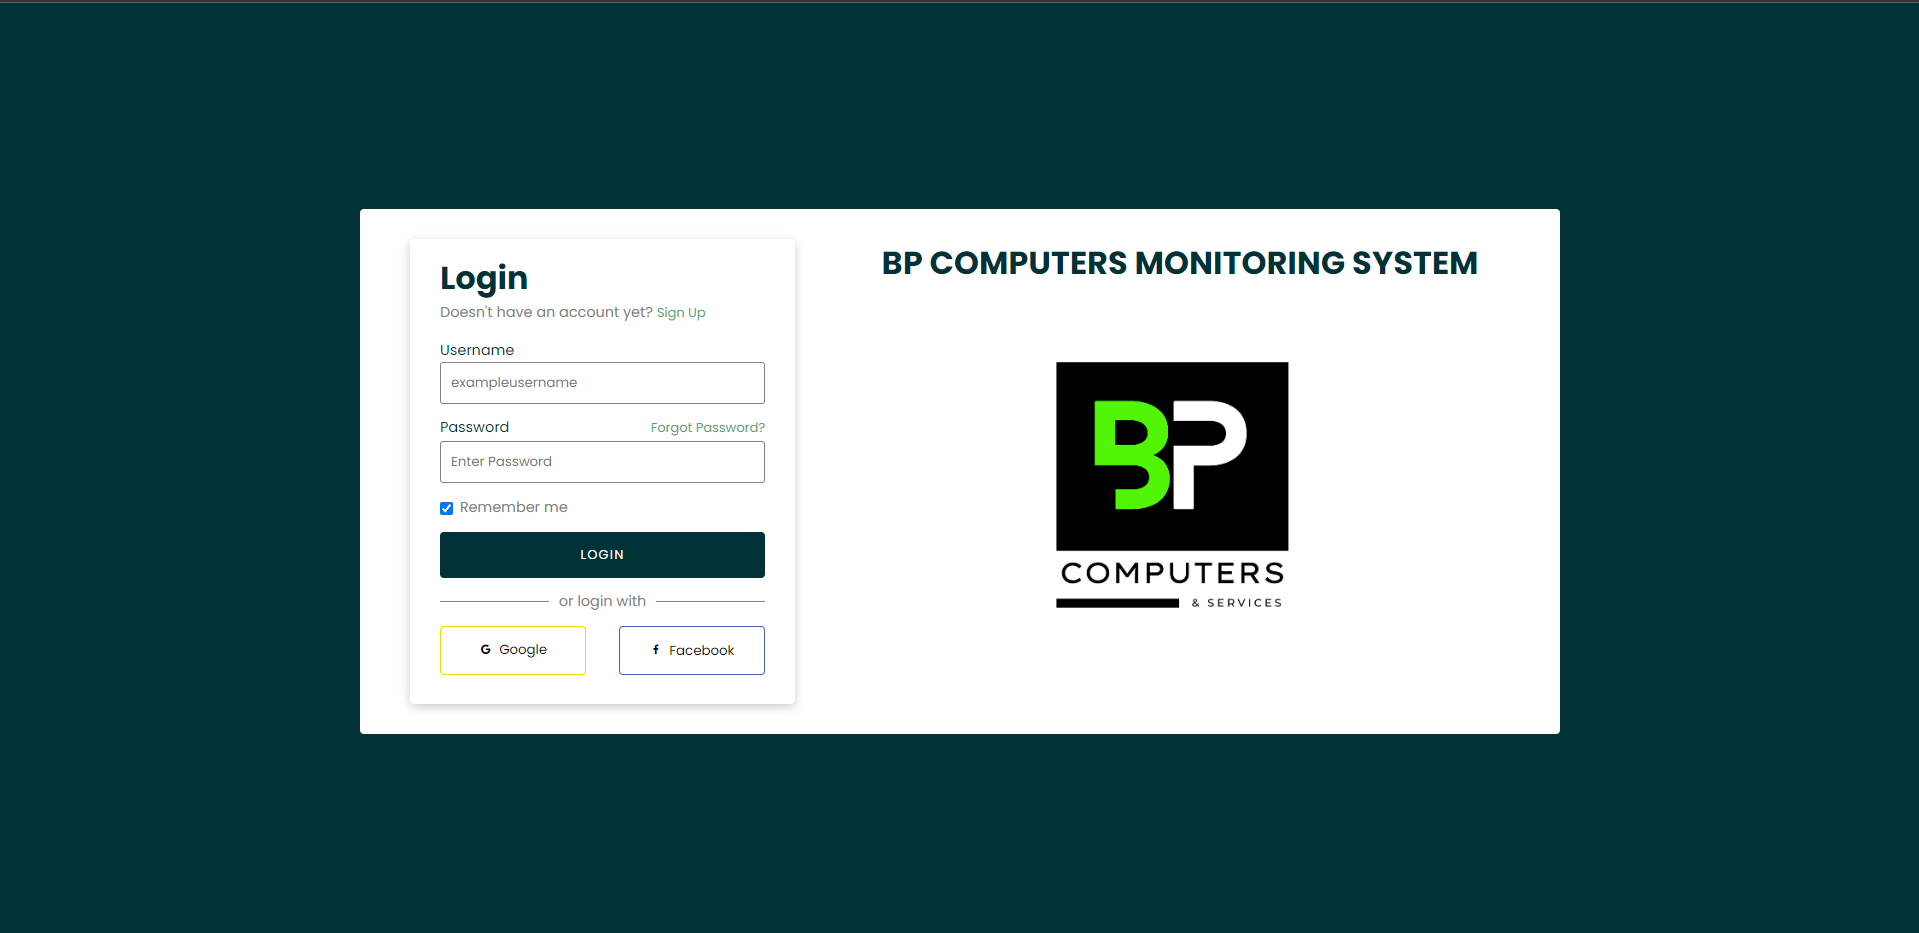 Login
Doesn't have an account yet? Sign Up
Username
exampleusername
Password Forgot Password?
Enter Password
Remember me
LOGIN
or login with
G Google
f Facebook
BP COMPUTERS MONITORING SYSTEM
BP
COMPUTERS
& SERVICES